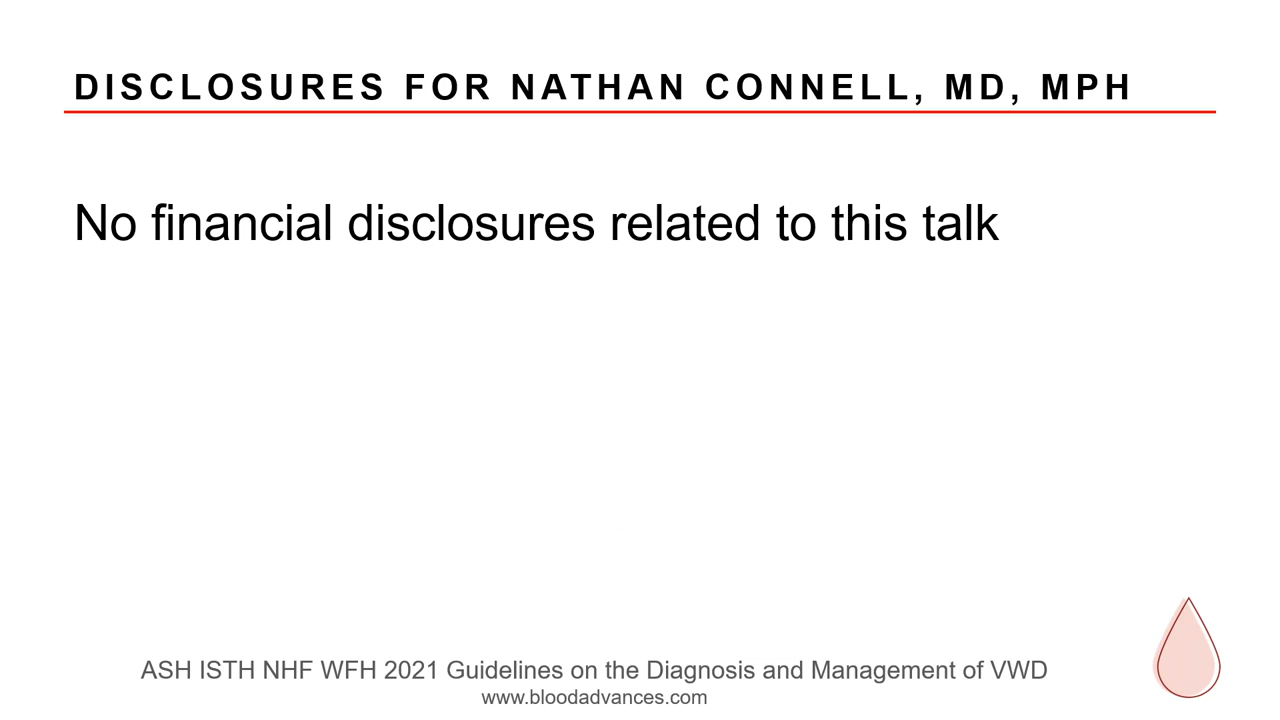 DISCLOSURES FOR NATHAN CONNELL, MD, MPH
No financial disclosures related to this talk
ASH ISTH NHF WFH 2021 Guidelines on the Diagnosis and Management of VWD
www.bloodadvances.com